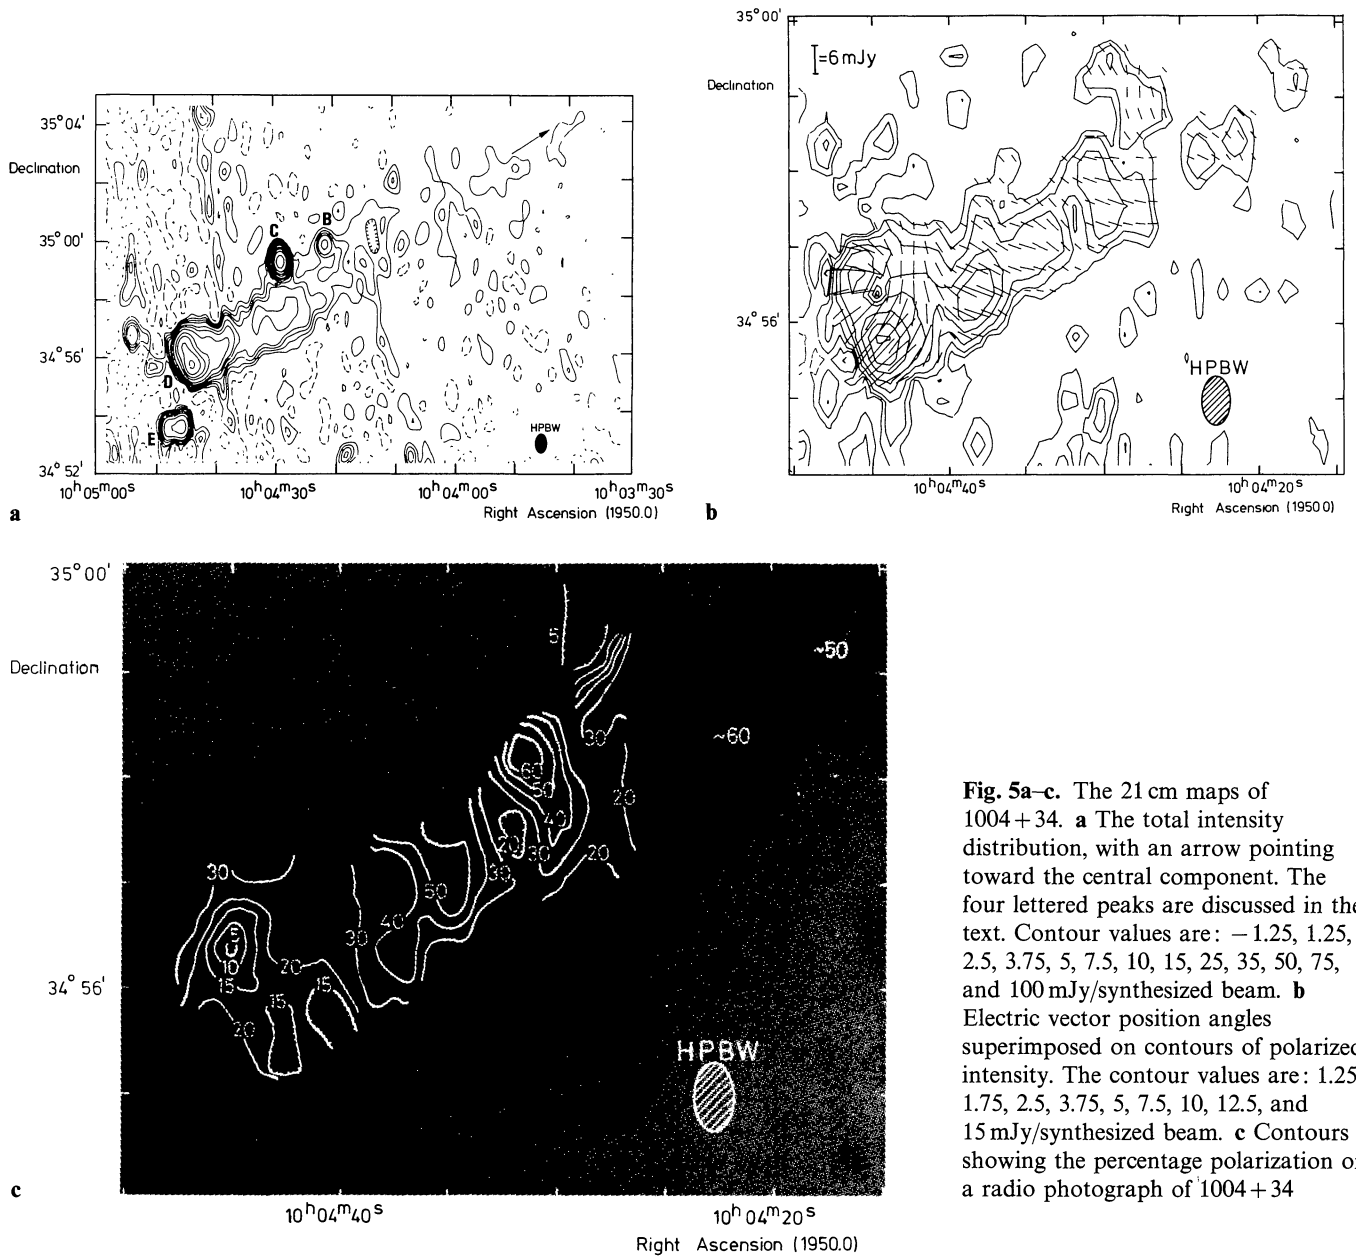 35° 04'
Declination
35° 00'
34° 56'
34° 52'
C
B
D
E
HPBW
10h05m00s
10h04m30s
10h04m00s
10h03m30s
Right Ascension (1950.0)
a
35° 00'
Declination
I=6mJy
34° 56'
HPBW
10h04m40s
10h04m20s
Right Ascension (1950 0)
b
35° 00'
Declination
34° 56'
5
~50
~60
30
60
50
40
20
20
30
20
30
30
50
40
30
5
10
15
20
15
15
20
HPBW
10h04m40s
10h04m20s
Right Ascension (1950.0)
c
Fig. 5a–c. The 21 cm maps of
1004+34. a The total intensity
distribution, with an arrow pointing
toward the central component. The
four lettered peaks are discussed in the
text. Contour values are: −1.25, 1.25,
2.5, 3.75, 5, 7.5, 10, 15, 25, 35, 50, 75,
and 100 mJy/synthesized beam. b
Electric vector position angles
superimposed on contours of polarized
intensity. The contour values are: 1.25
1.75, 2.5, 3.75, 5, 7.5, 10, 12.5, and
15 mJy/synthesized beam. c Contours
showing the percentage polarization o
a radio photograph of 1004+34